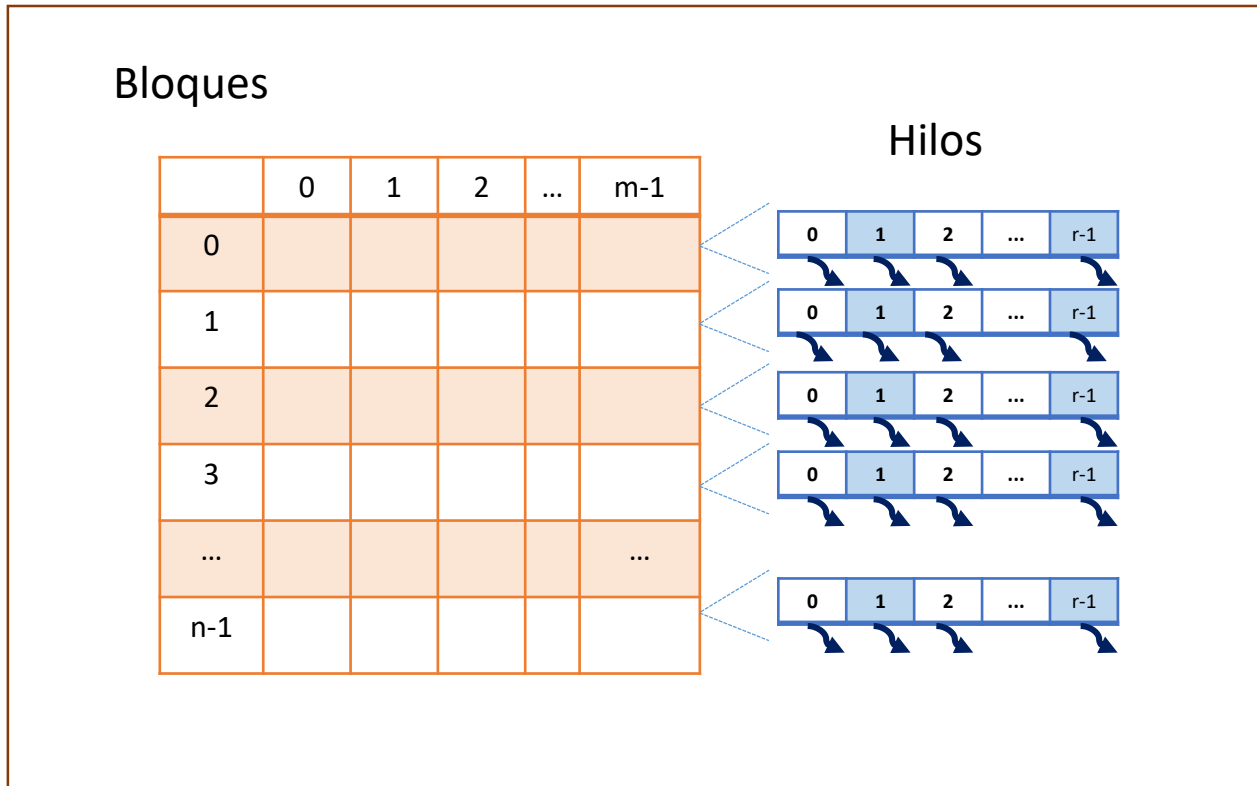 Bloques
Hilos
0 1 2 ... m-1
0
1
2
3
... ...
n-1
0 1 2 ... r-1
0 1 2 ... r-1
0 1 2 ... r-1
0 1 2 ... r-1
0 1 2 ... r-1